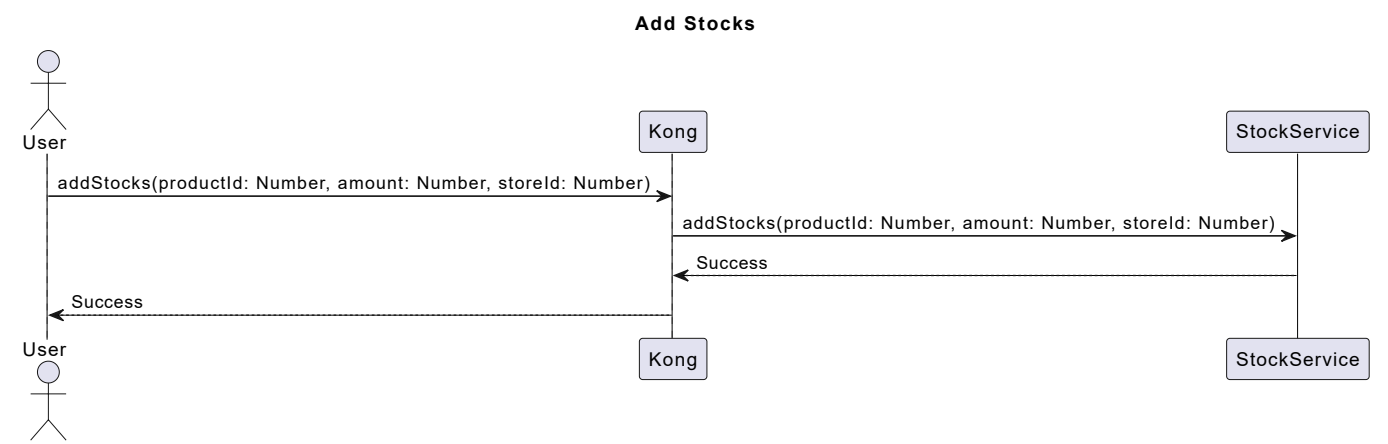 Add Stocks
User
Kong
StockService
addStocks(productId: Number, amount: Number, storeId: Number)
addStocks(productId: Number, amount: Number, storeId: Number)
Success
Success
User
Kong
StockService